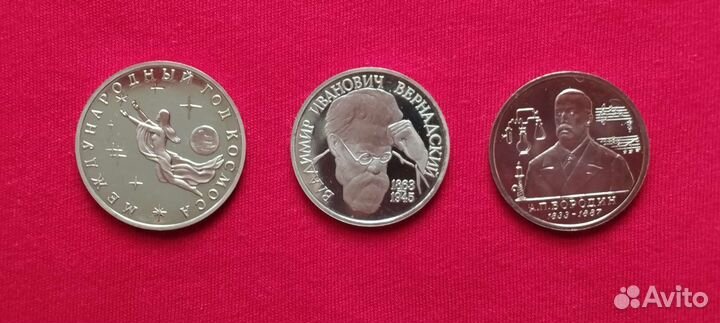 МЕЖДУНАРОДНЫЙ ГОД КОСМОСА
ВЛАДИМИР ИВАНОВИЧ ВЕРНАДСКИЙ
1863
1945
А.П.БОРОДИН
1833-1887
Avito